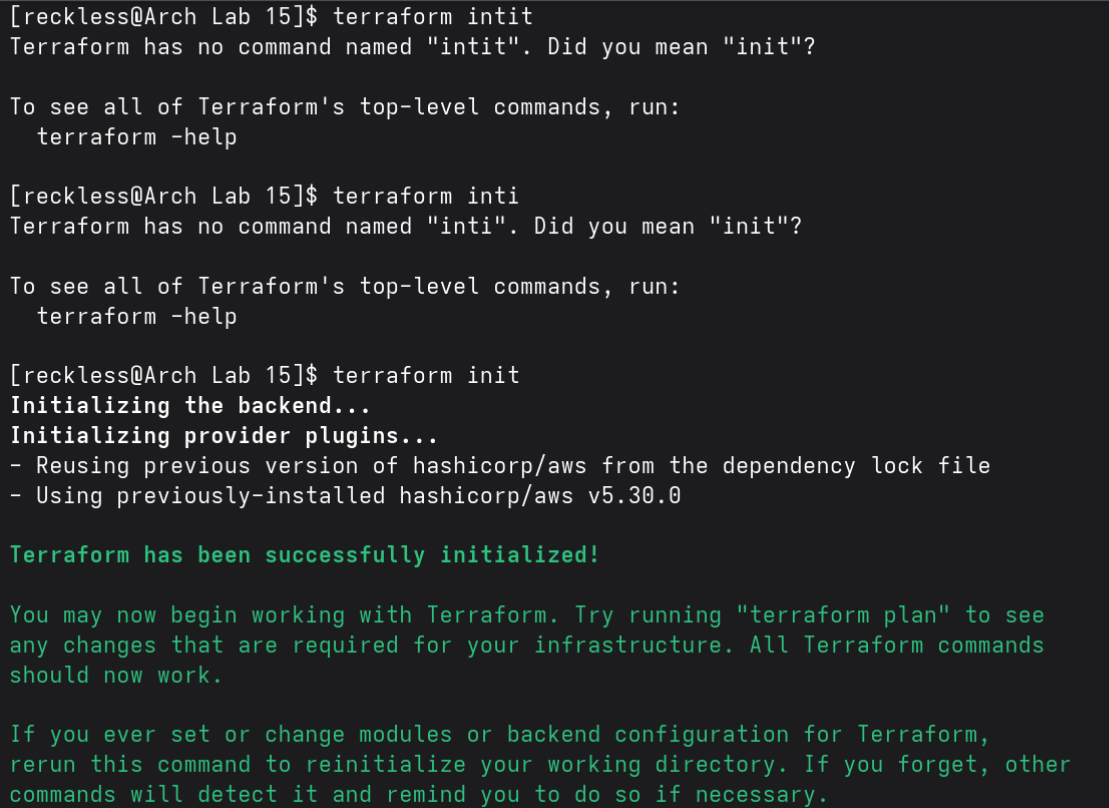 [reckless@Arch Lab 15]$ terraform intit
Terraform has no command named "intit". Did you mean "init"?
To see all of Terraform's top-level commands, run:
  terraform -help
[reckless@Arch Lab 15]$ terraform inti
Terraform has no command named "inti". Did you mean "init"?
To see all of Terraform's top-level commands, run:
  terraform -help
[reckless@Arch Lab 15]$ terraform init
Initializing the backend...
Initializing provider plugins...
- Reusing previous version of hashicorp/aws from the dependency lock file
- Using previously-installed hashicorp/aws v5.30.0
Terraform has been successfully initialized!
You may now begin working with Terraform. Try running "terraform plan" to see
any changes that are required for your infrastructure. All Terraform commands
should now work.
If you ever set or change modules or backend configuration for Terraform,
rerun this command to reinitialize your working directory. If you forget, other
commands will detect it and remind you to do so if necessary.